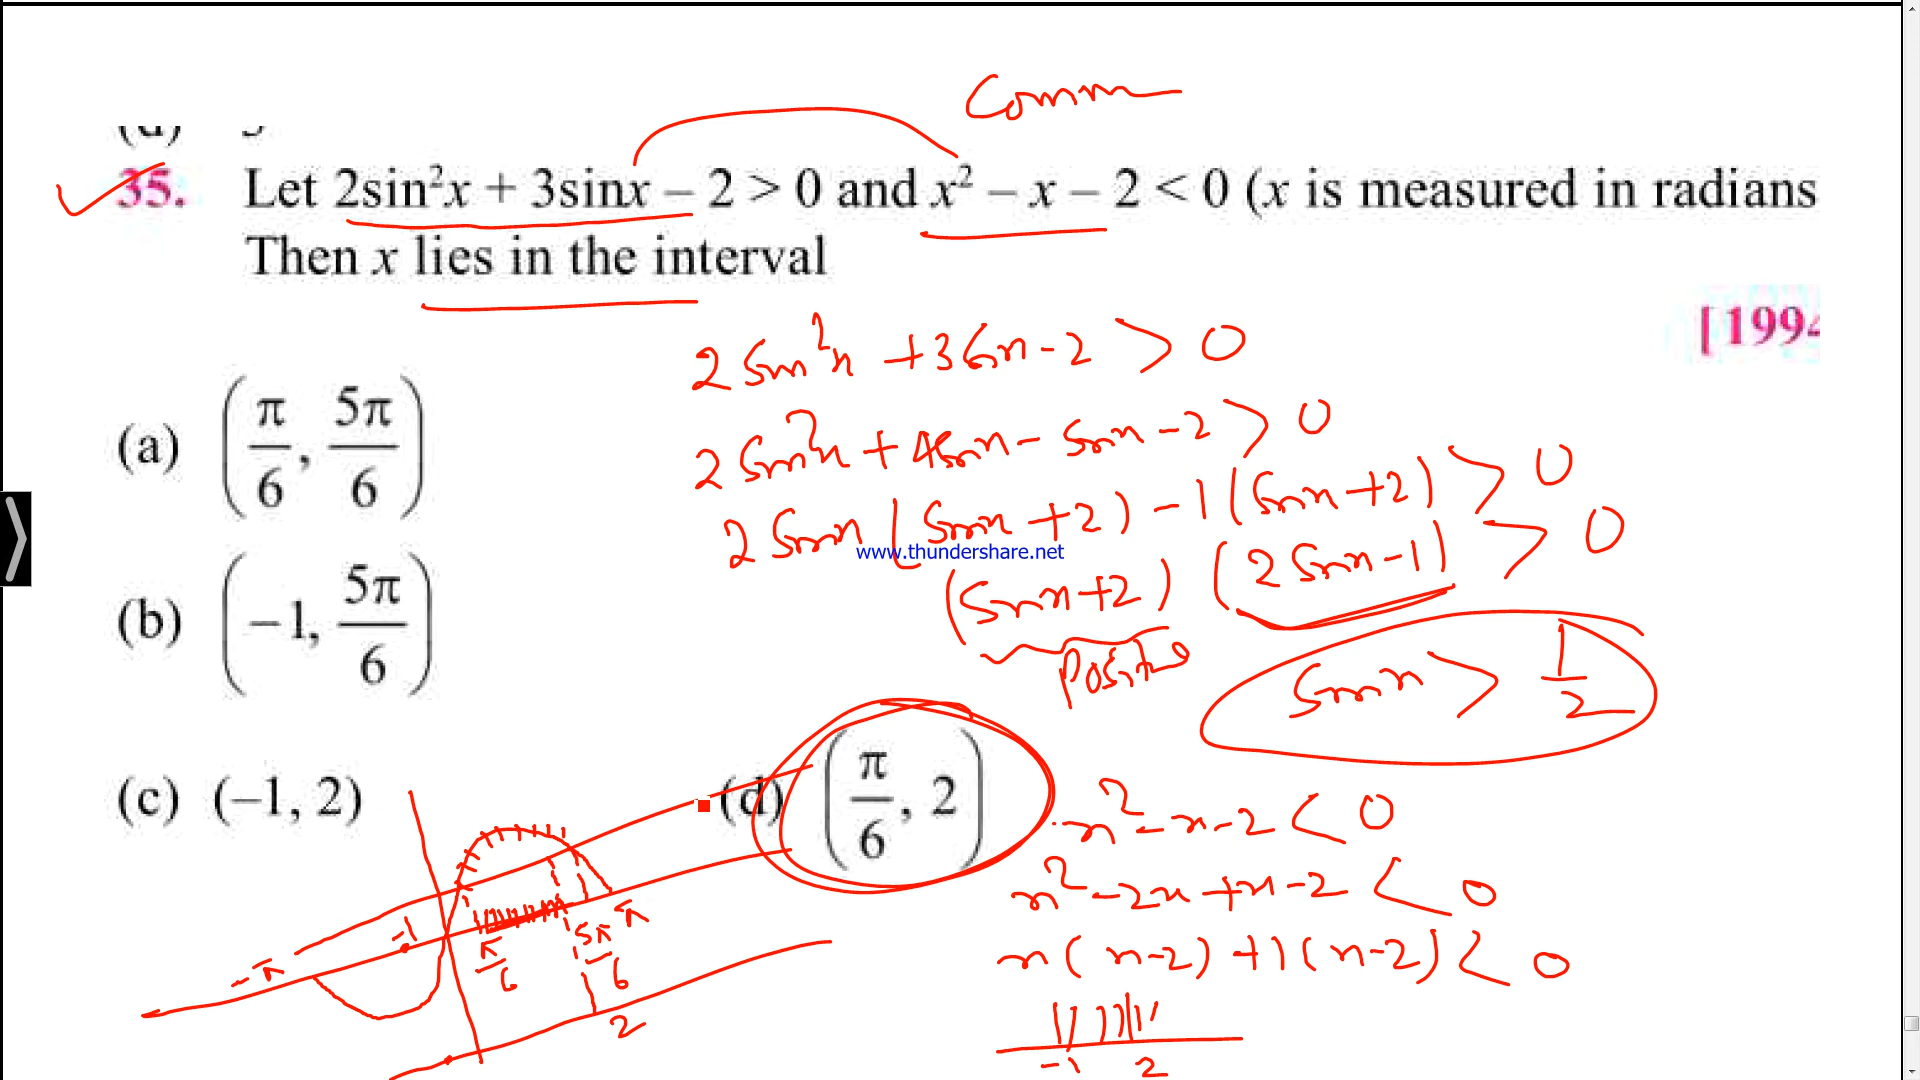 Comm
35. Let 2sin²x + 3sinx – 2 > 0 and x² – x – 2 < 0 (x is measured in radians
Then x lies in the interval
[1994
(a) (π/6, 5π/6)
(b) (–1, 5π/6)
(c) (–1, 2)
(d) (π/6, 2)
2 sin²x + 3 sinx - 2 > 0
2 sin²x + 4 sinx - sinx - 2 > 0
2 sinx (sinx + 2) - 1 (sinx + 2) > 0
www.thundershare.net
(sinx + 2) (2 sinx - 1) > 0
Positive
sinx > 1/2
x² - x - 2 < 0
x² - 2x + x - 2 < 0
x(x-2) + 1(x-2) < 0
-1 2
-π -1 π/6 5π/6 π
2